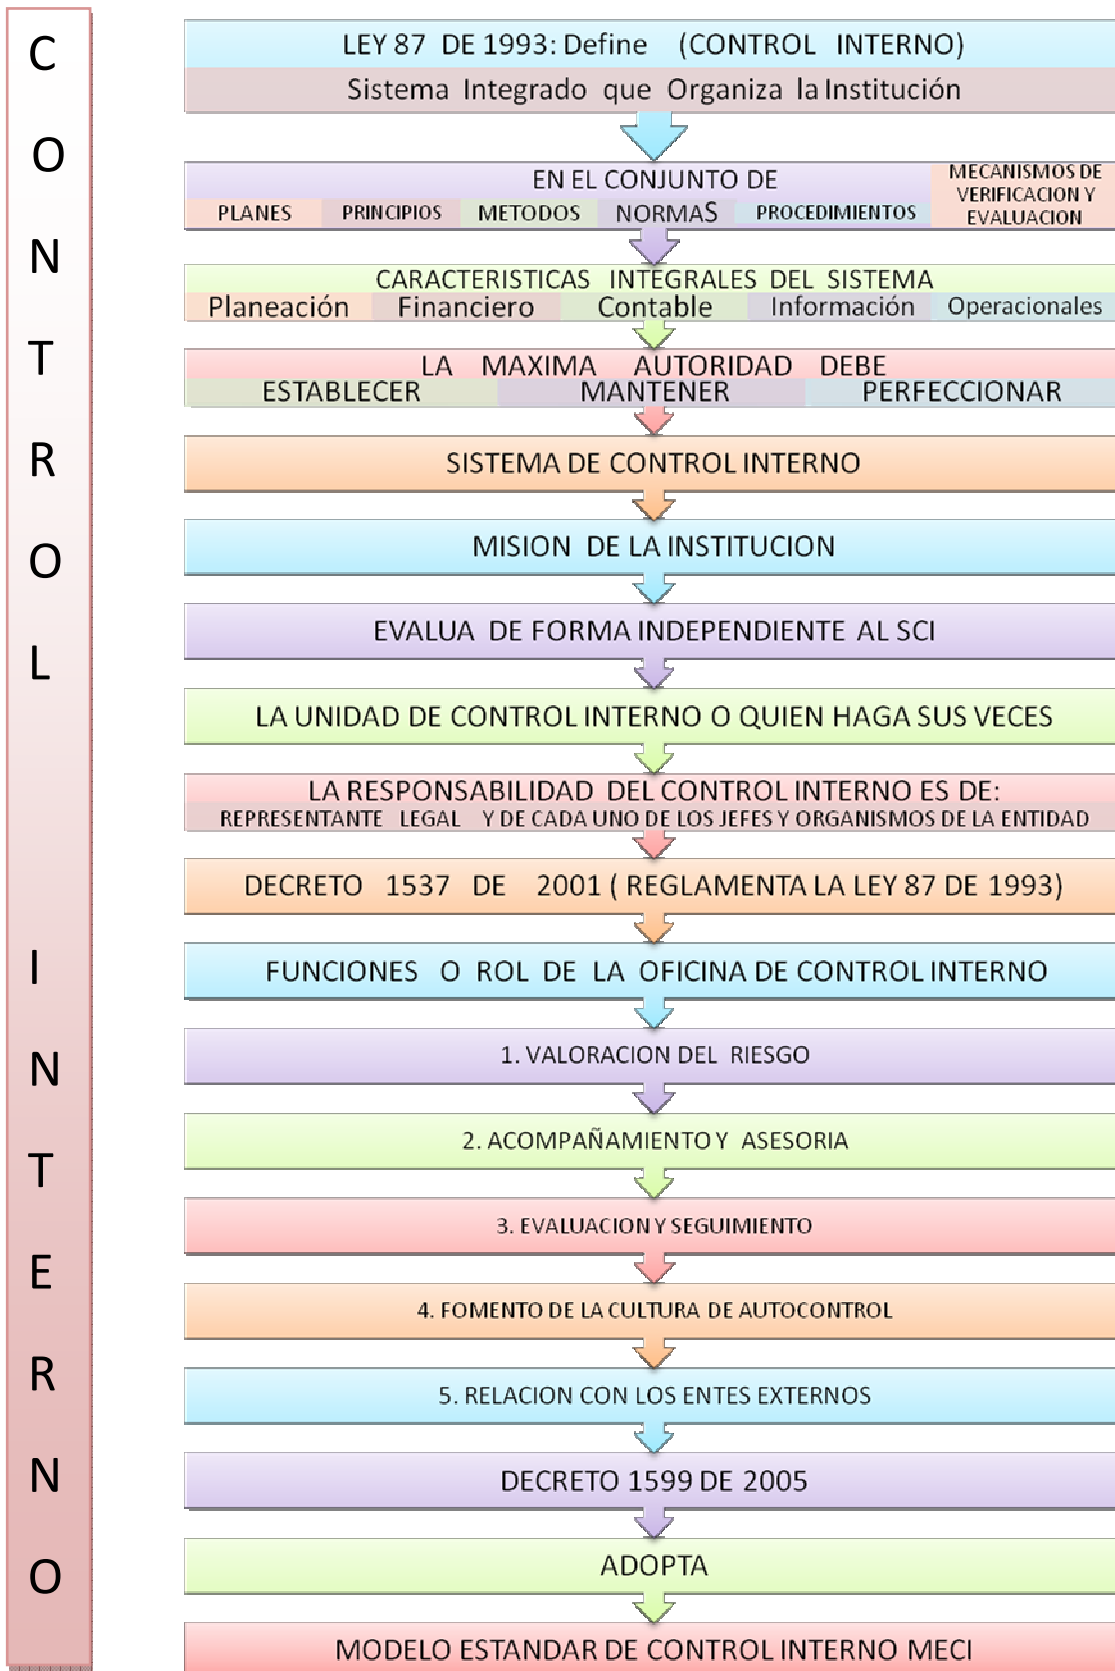 CONTROL INTERNO
LEY 87 DE 1993: Define (CONTROL INTERNO)
Sistema Integrado que Organiza la Institución
EN EL CONJUNTO DE
PLANES PRINCIPIOS METODOS NORMAS PROCEDIMIENTOS
MECANISMOS DE
VERIFICACION Y
EVALUACION
CARACTERISTICAS INTEGRALES DEL SISTEMA
Planeación Financiero Contable Información Operacionales
LA MAXIMA AUTORIDAD DEBE
ESTABLECER MANTENER PERFECCIONAR
SISTEMA DE CONTROL INTERNO
MISION DE LA INSTITUCION
EVALUA DE FORMA INDEPENDIENTE AL SCI
LA UNIDAD DE CONTROL INTERNO O QUIEN HAGA SUS VECES
LA RESPONSABILIDAD DEL CONTROL INTERNO ES DE:
REPRESENTANTE LEGAL Y DE CADA UNO DE LOS JEFES Y ORGANISMOS DE LA ENTIDAD
DECRETO 1537 DE 2001 ( REGLAMENTA LA LEY 87 DE 1993)
FUNCIONES O ROL DE LA OFICINA DE CONTROL INTERNO
1. VALORACION DEL RIESGO
2. ACOMPAÑAMIENTO Y ASESORIA
3. EVALUACION Y SEGUIMIENTO
4. FOMENTO DE LA CULTURA DE AUTOCONTROL
5. RELACION CON LOS ENTES EXTERNOS
DECRETO 1599 DE 2005
ADOPTA
MODELO ESTANDAR DE CONTROL INTERNO MECI